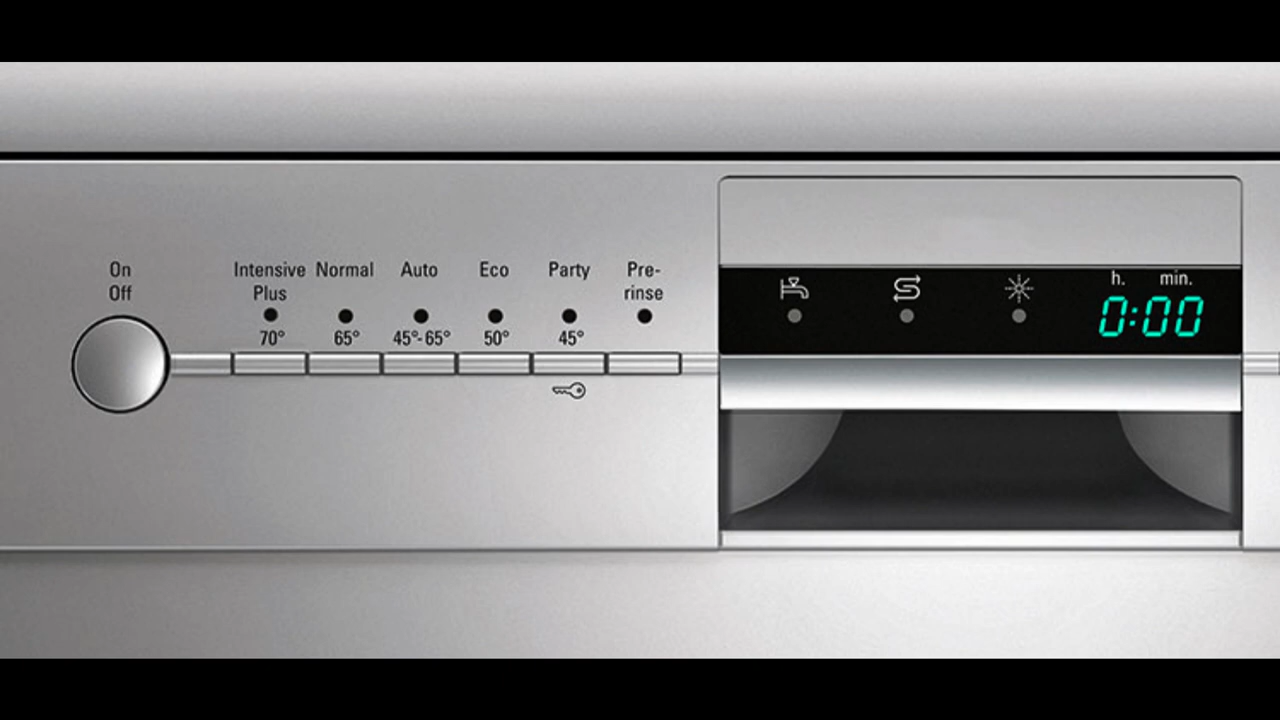 On
Off
Intensive
Plus
70°
Normal
65°
Auto
45°-65°
Eco
50°
Party
45°
Pre-
rinse
h. min.
0:00